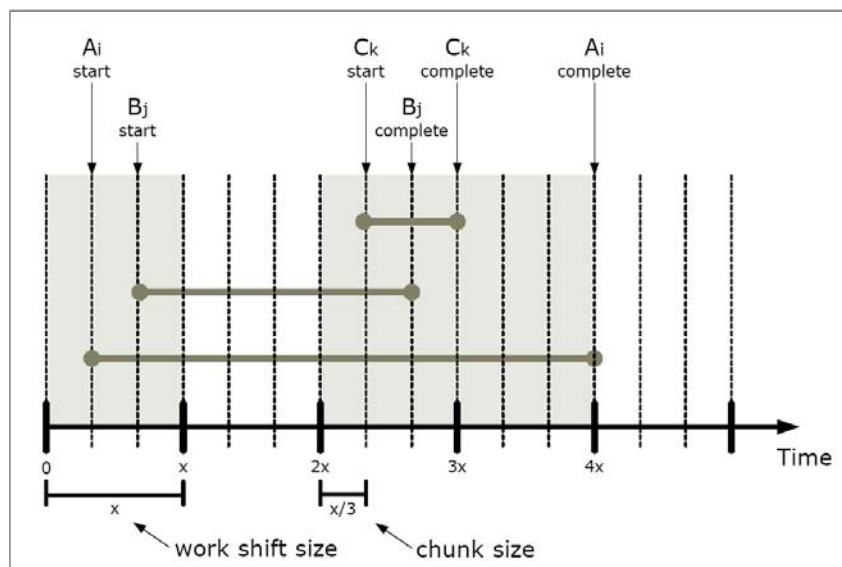 Ai
start
Ck
start
Ck
complete
Ai
complete
Bj
start
Bj
complete
0
x
2x
3x
4x
Time
x
x/3
work shift size
chunk size